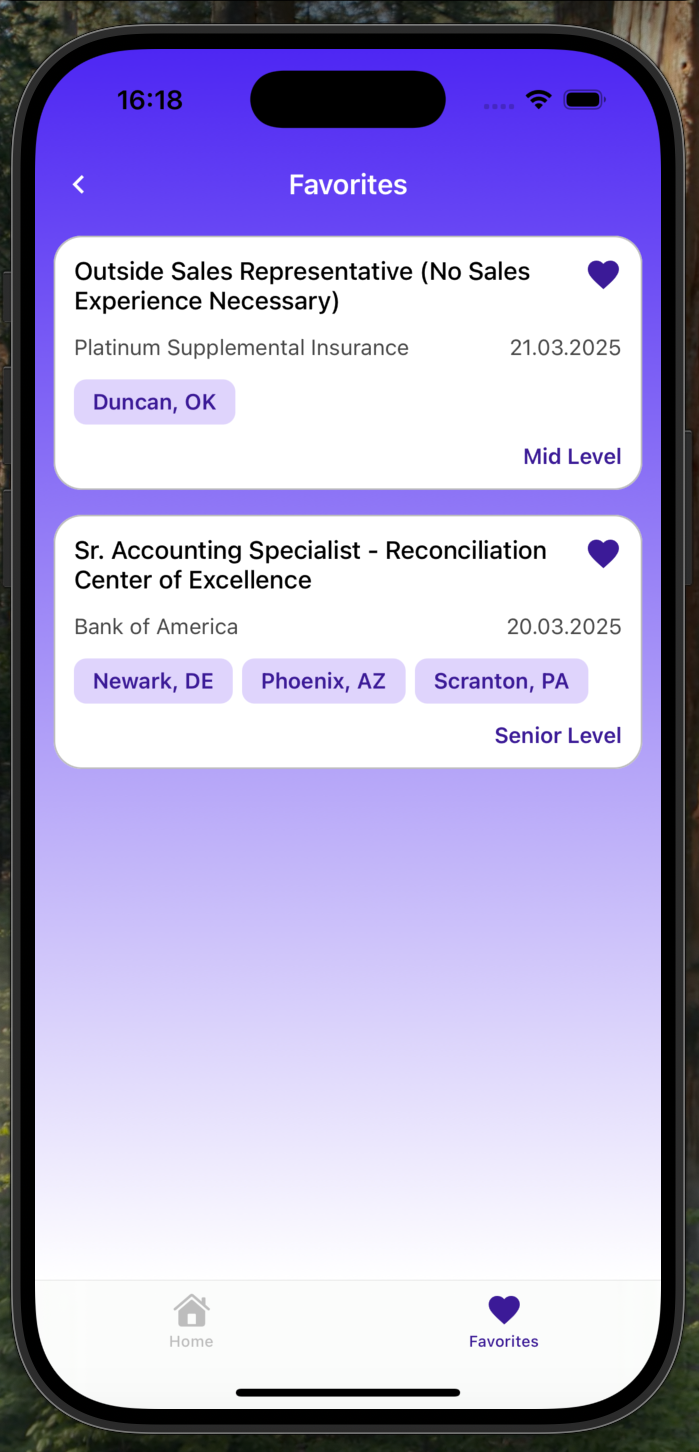 16:18
Favorites
Outside Sales Representative (No Sales
Experience Necessary)
Platinum Supplemental Insurance 21.03.2025
Duncan, OK
Mid Level
Sr. Accounting Specialist - Reconciliation
Center of Excellence
Bank of America 20.03.2025
Newark, DE Phoenix, AZ Scranton, PA
Senior Level
Home Favorites